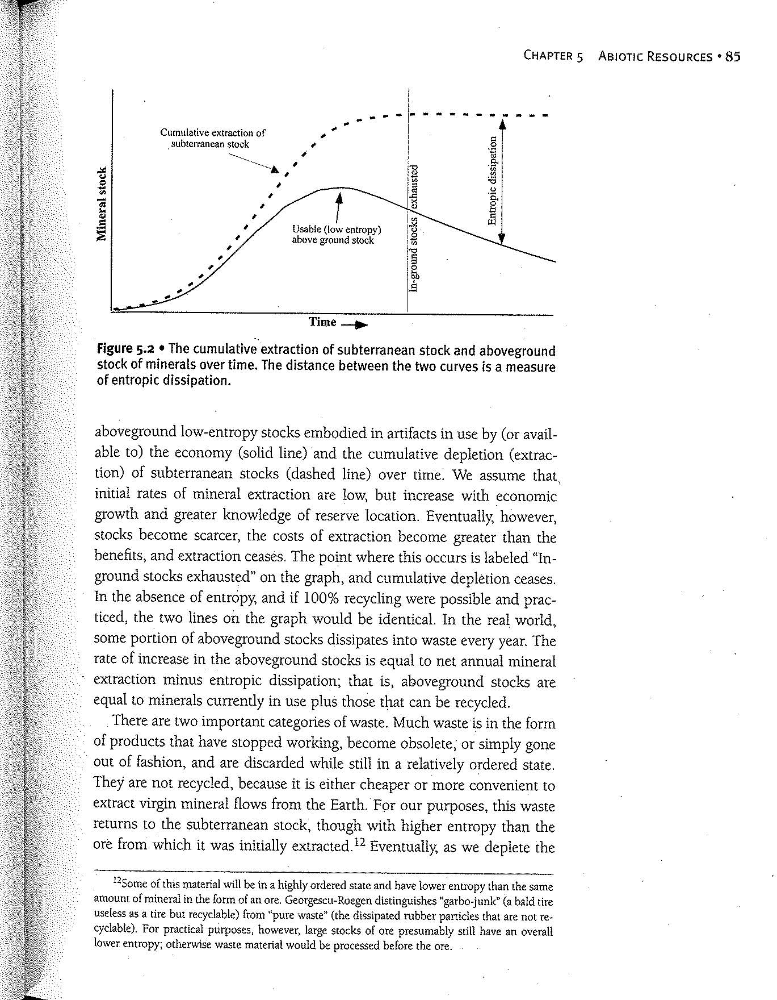 CHAPTER 5 ABIOTIC RESOURCES • 85
Cumulative extraction of
subterranean stock
Mineral stock
Usable (low entropy)
above ground stock
In-ground stocks exhausted
Entropic dissipation
Time
Figure 5.2 • The cumulative extraction of subterranean stock and aboveground
stock of minerals over time. The distance between the two curves is a measure
of entropic dissipation.
aboveground low-entropy stocks embodied in artifacts in use by (or avail-
able to) the economy (solid line) and the cumulative depletion (extrac-
tion) of subterranean stocks (dashed line) over time. We assume that
initial rates of mineral extraction are low, but increase with economic
growth and greater knowledge of reserve location. Eventually, however,
stocks become scarcer, the costs of extraction become greater than the
benefits, and extraction ceases. The point where this occurs is labeled “In-
ground stocks exhausted” on the graph, and cumulative depletion ceases.
In the absence of entropy, and if 100% recycling were possible and prac-
ticed, the two lines on the graph would be identical. In the real world,
some portion of aboveground stocks dissipates into waste every year. The
rate of increase in the aboveground stocks is equal to net annual mineral
extraction minus entropic dissipation; that is, aboveground stocks are
equal to minerals currently in use plus those that can be recycled.
There are two important categories of waste. Much waste is in the form
of products that have stopped working, become obsolete, or simply gone
out of fashion, and are discarded while still in a relatively ordered state.
They are not recycled, because it is either cheaper or more convenient to
extract virgin mineral flows from the Earth. For our purposes, this waste
returns to the subterranean stock, though with higher entropy than the
ore from which it was initially extracted.12 Eventually, as we deplete the
12Some of this material will be in a highly ordered state and have lower entropy than the same
amount of mineral in the form of an ore. Georgescu-Roegen distinguishes “garbo-junk” (a bald tire
useless as a tire but recyclable) from “pure waste” (the dissipated rubber particles that are not re-
cyclable). For practical purposes, however, large stocks of ore presumably still have an overall
lower entropy; otherwise waste material would be processed before the ore.